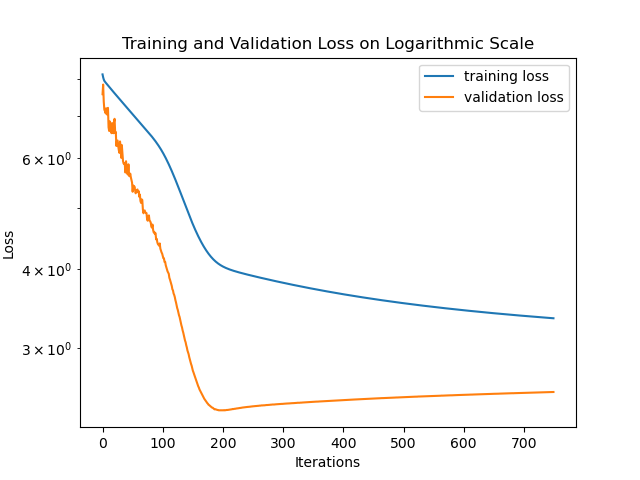 Training and Validation Loss on Logarithmic Scale
training loss
validation loss
Loss
6 × 10⁰
4 × 10⁰
3 × 10⁰
0 100 200 300 400 500 600 700
Iterations